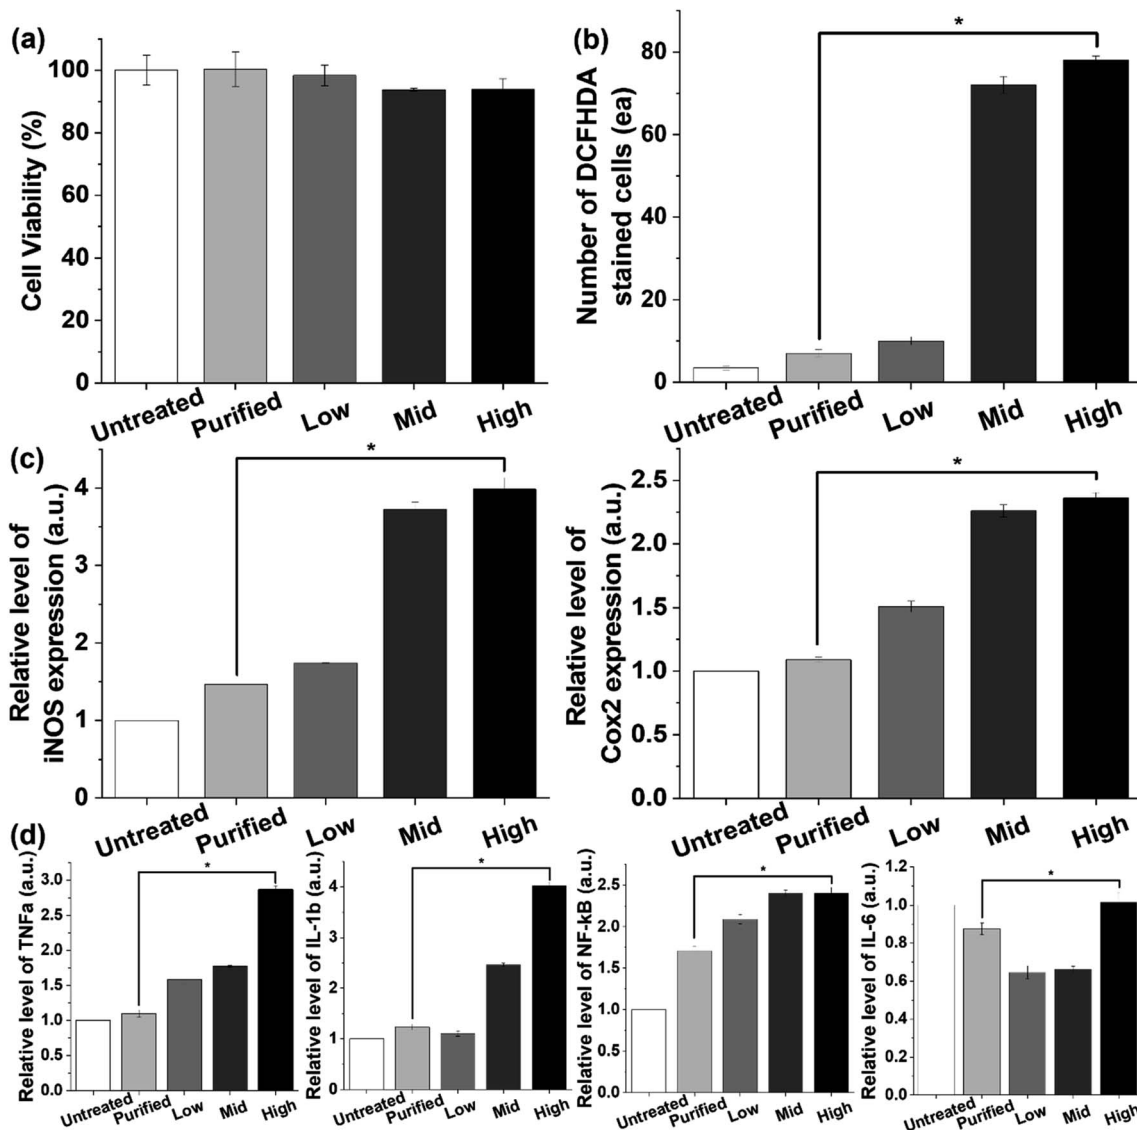 (a)
Cell Viability (%)
100
80
60
40
20
0
Untreated
Purified
Low
Mid
High
(b)
Number of DCFHDA
stained cells (ea)
80
60
40
20
0
*
Untreated
Purified
Low
Mid
High
(c)
Relative level of
iNOS expression (a.u.)
4
3
2
1
0
*
Untreated
Purified
Low
Mid
High
Relative level of
Cox2 expression (a.u.)
2.5
2.0
1.5
1.0
0.5
0.0
*
Untreated
Purified
Low
Mid
High
(d)
Relative level of TNFa (a.u.)
3.0
2.5
2.0
1.5
1.0
0.5
0.0
*
Untreated
Purified
Low
Mid
High
Relative level of IL-1b (a.u.)
4
3
2
1
0
*
Untreated
Purified
Low
Mid
High
Relative level of NF-kB (a.u.)
2.5
2.0
1.5
1.0
0.5
0.0
*
Untreated
Purified
Low
Mid
High
Relative level of IL-6 (a.u.)
1.2
1.0
0.8
0.6
0.4
0.2
0.0
*
Untreated
Purified
Low
Mid
High